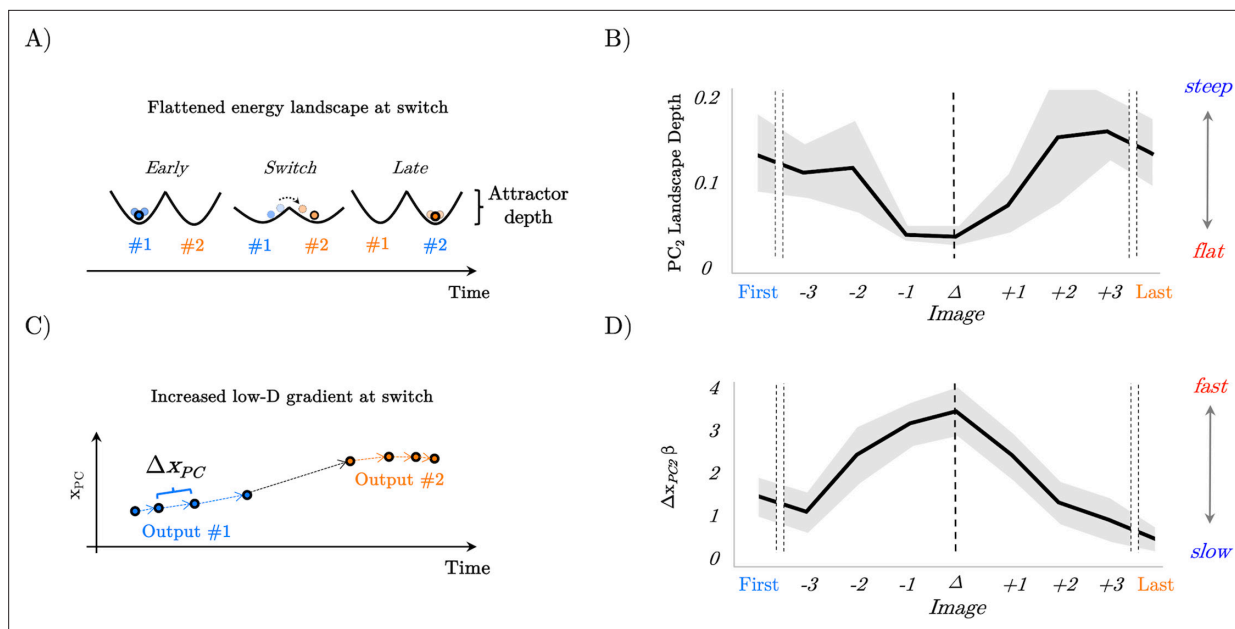 A)
Flattened energy landscape at switch
Early
Switch
Late
Attractor
depth
#1
#2
#1
#2
#1
#2
Time
B)
PC2 Landscape Depth
0.2
0.1
0
First
-3
-2
-1
Δ
+1
+2
+3
Last
Image
steep
flat
C)
Increased low-D gradient at switch
xPC
ΔxPC
Output #1
Output #2
Time
D)
ΔxPC2 β
4
3
2
1
0
First
-3
-2
-1
Δ
+1
+2
+3
Last
Image
fast
slow